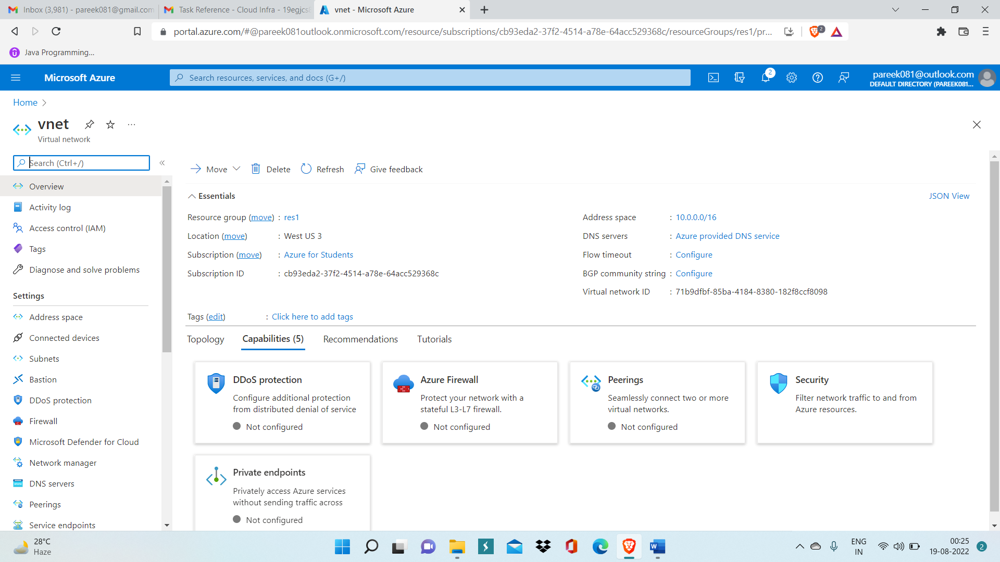 Inbox (3,981) - pareek081@gmail.com
Task Reference - Cloud Infra - 19egjcs
vnet - Microsoft Azure
portal.azure.com/#@pareek081outlook.onmicrosoft.com/resource/subscriptions/cb93eda2-37f2-4514-a78e-64acc529368c/resourceGroups/res1/pr...
2
Java Programming...
Microsoft Azure
Search resources, services, and docs (G+/)
2
pareek081@outlook.com
DEFAULT DIRECTORY (PAREEK081...
Home
vnet
Virtual network
Search (Ctrl+/)
Overview
Activity log
Access control (IAM)
Tags
Diagnose and solve problems
Settings
Address space
Connected devices
Subnets
Bastion
DDoS protection
Firewall
Microsoft Defender for Cloud
Network manager
DNS servers
Peerings
Service endpoints
Move
Delete
Refresh
Give feedback
Essentials
JSON View
Resource group (move) : res1
Location (move) : West US 3
Subscription (move) : Azure for Students
Subscription ID : cb93eda2-37f2-4514-a78e-64acc529368c
Address space : 10.0.0.0/16
DNS servers : Azure provided DNS service
Flow timeout : Configure
BGP community string : Configure
Virtual network ID : 71b9dfbf-85ba-4184-8380-182f8ccf8098
Tags (edit) : Click here to add tags
Topology
Capabilities (5)
Recommendations
Tutorials
DDoS protection
Configure additional protection
from distributed denial of service
Not configured
Azure Firewall
Protect your network with a
stateful L3-L7 firewall.
Not configured
Peerings
Seamlessly connect two or more
virtual networks.
Not configured
Security
Filter network traffic to and from
Azure resources.
Private endpoints
Privately access Azure services
without sending traffic across
Not configured
28°C
Haze
ENG
IN
00:25
19-08-2022
2